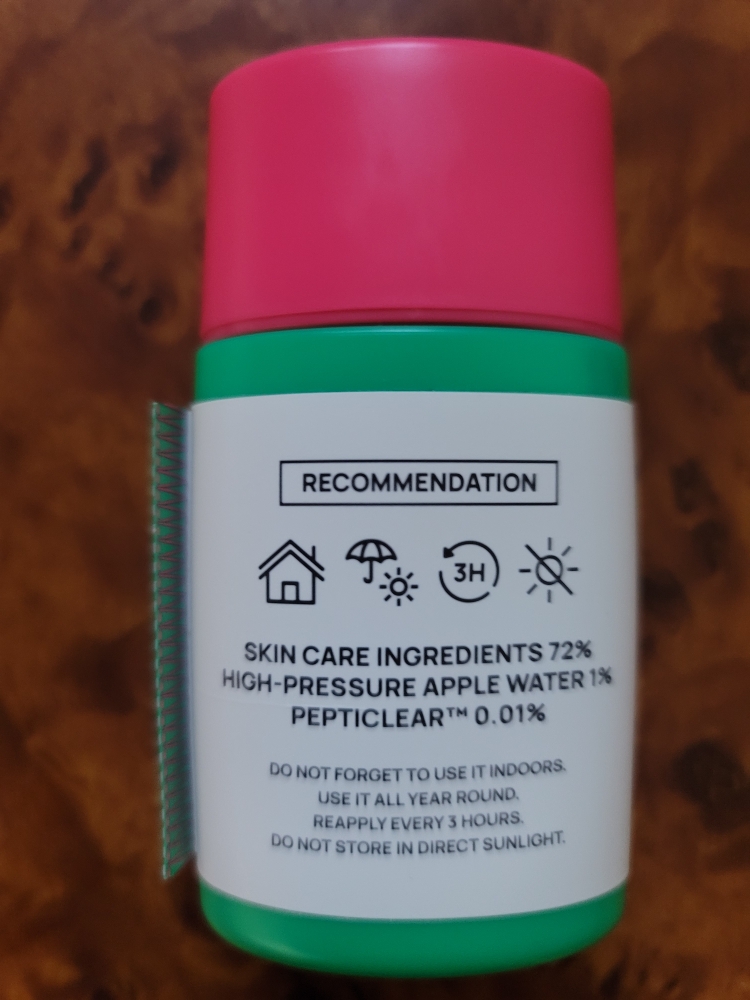 RECOMMENDATION
3H
SKIN CARE INGREDIENTS 72%
HIGH-PRESSURE APPLE WATER 1%
PEPTICLEAR™ 0.01%
DO NOT FORGET TO USE IT INDOORS.
USE IT ALL YEAR ROUND.
REAPPLY EVERY 3 HOURS.
DO NOT STORE IN DIRECT SUNLIGHT.